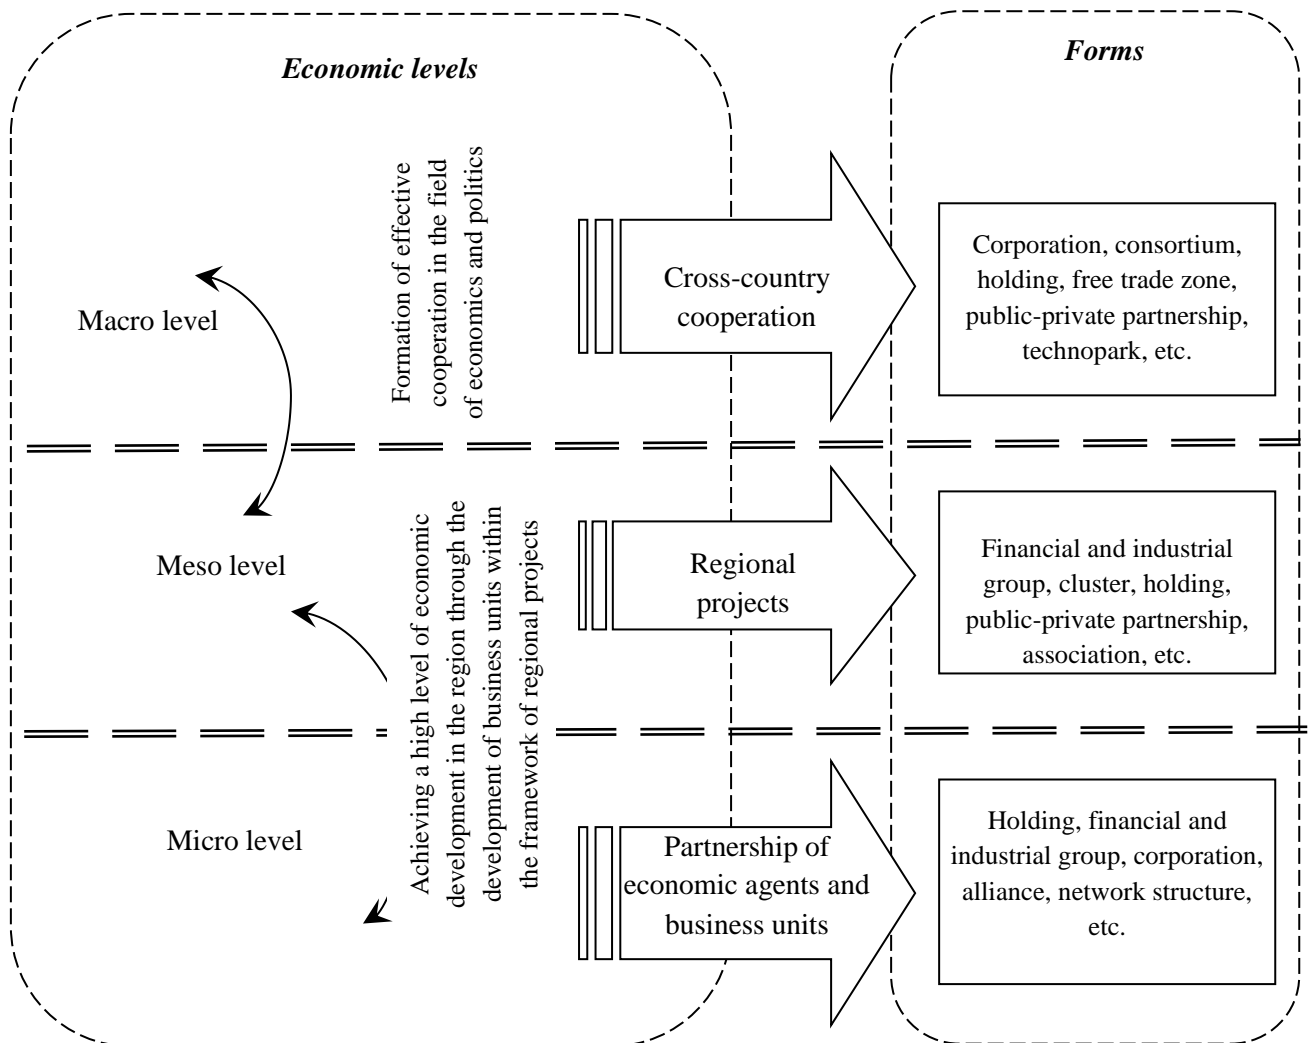 Economic levels
Forms
Macro level
Formation of effective
cooperation in the field
of economics and politics
Cross-country
cooperation
Corporation, consortium,
holding, free trade zone,
public-private partnership,
technopark, etc.
Meso level
Achieving a high level of economic
development in the region through the
development of business units within
the framework of regional projects
Regional
projects
Financial and industrial
group, cluster, holding,
public-private partnership,
association, etc.
Micro level
Partnership of
economic agents and
business units
Holding, financial and
industrial group, corporation,
alliance, network structure,
etc.